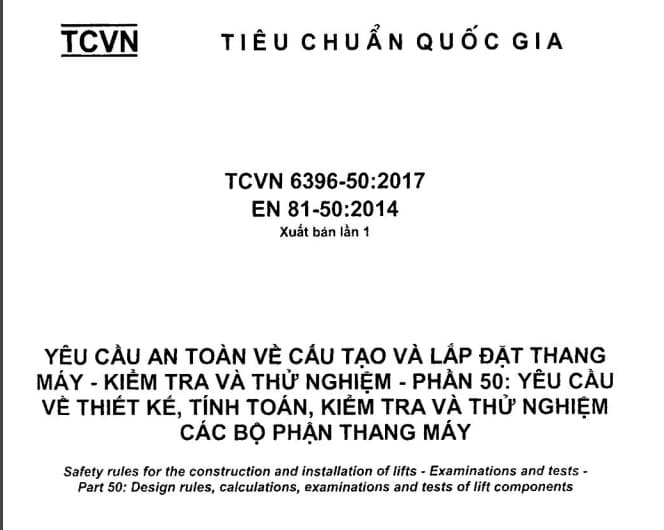 TCVN
TIÊU CHUẨN QUỐC GIA
TCVN 6396-50:2017
EN 81-50:2014
Xuất bản lần 1
YÊU CẦU AN TOÀN VỀ CẤU TẠO VÀ LẮP ĐẶT THANG
MÁY - KIỂM TRA VÀ THỬ NGHIỆM - PHẦN 50: YÊU CẦU
VỀ THIẾT KẾ, TÍNH TOÁN, KIỂM TRA VÀ THỬ NGHIỆM
CÁC BỘ PHẬN THANG MÁY
Safety rules for the construction and installation of lifts - Examinations and tests -
Part 50: Design rules, calculations, examinations and tests of lift components